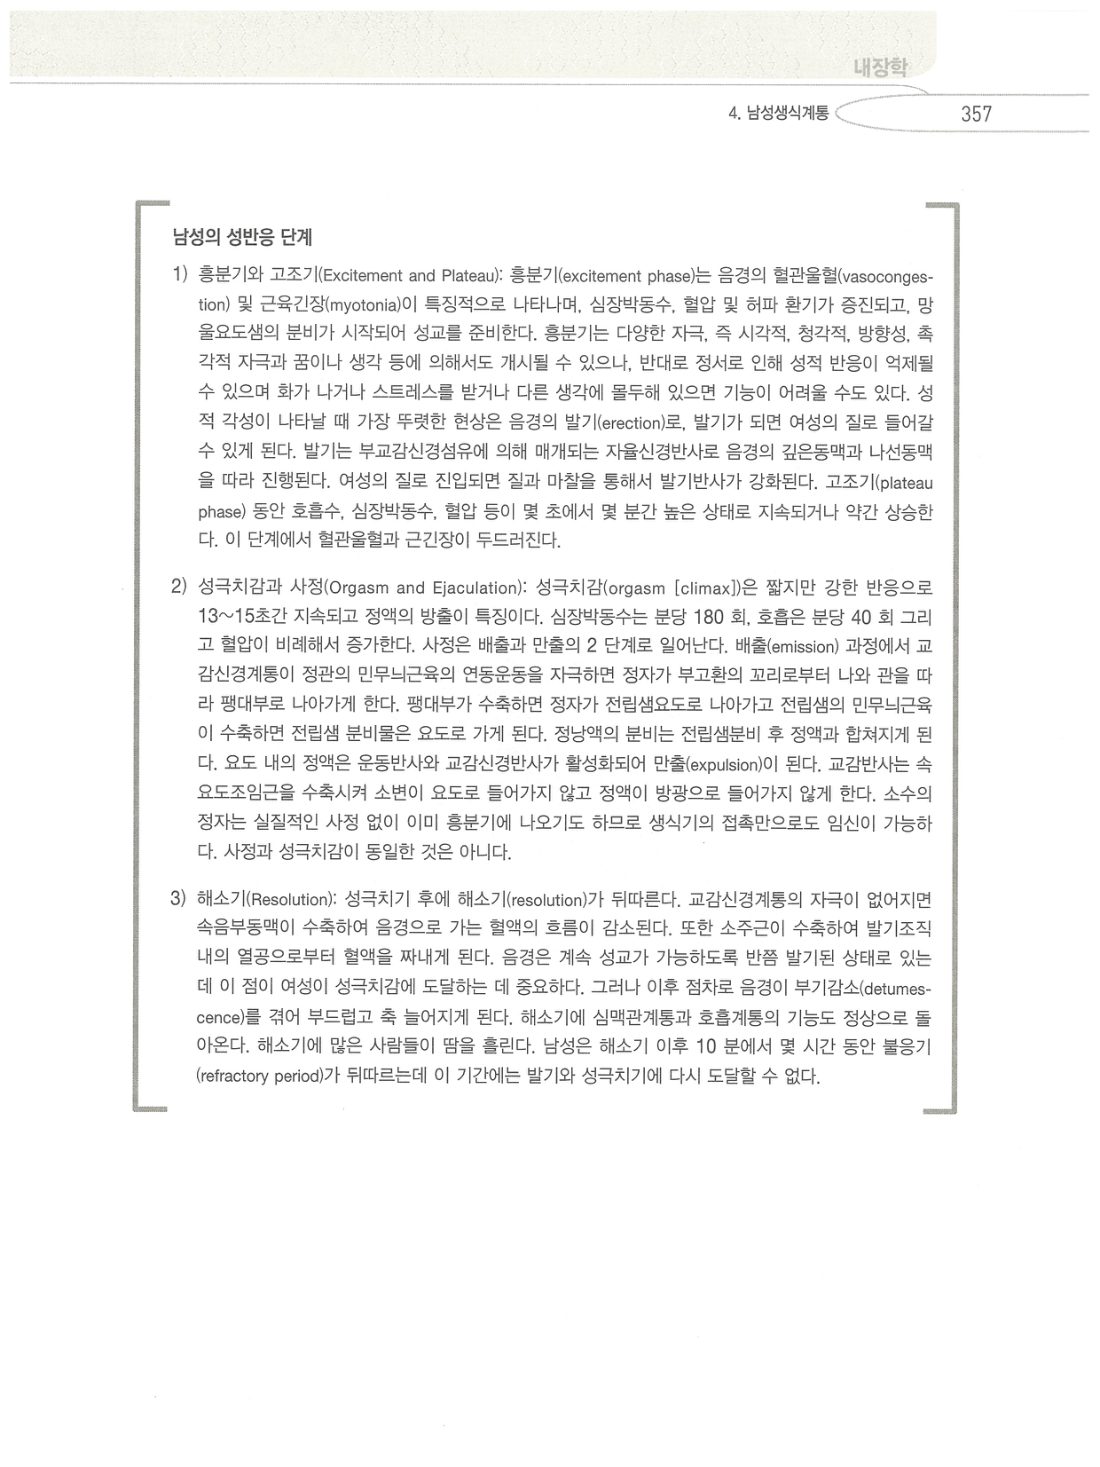 내장학
4. 남성생식계통
357
남성의 성반응 단계
1) 흥분기와 고조기(Excitement and Plateau): 흥분기(excitement phase)는 음경의 혈관울혈(vasoconges-
tion) 및 근육긴장(myotonia)이 특징적으로 나타나며, 심장박동수, 혈압 및 허파 환기가 증진되고, 망
울요도샘의 분비가 시작되어 성교를 준비한다. 흥분기는 다양한 자극, 즉 시각적, 청각적, 방향성, 촉
각적 자극과 꿈이나 생각 등에 의해서도 개시될 수 있으나, 반대로 정서로 인해 성적 반응이 억제될
수 있으며 화가 나거나 스트레스를 받거나 다른 생각에 몰두해 있으면 기능이 어려울 수도 있다. 성
적 각성이 나타날 때 가장 뚜렷한 현상은 음경의 발기(erection)로, 발기가 되면 여성의 질로 들어갈
수 있게 된다. 발기는 부교감신경섬유에 의해 매개되는 자율신경반사로 음경의 깊은동맥과 나선동맥
을 따라 진행된다. 여성의 질로 진입되면 질과 마찰을 통해서 발기반사가 강화된다. 고조기(plateau
phase) 동안 호흡수, 심장박동수, 혈압 등이 몇 초에서 몇 분간 높은 상태로 지속되거나 약간 상승한
다. 이 단계에서 혈관울혈과 근긴장이 두드러진다.
2) 성극치감과 사정(Orgasm and Ejaculation): 성극치감(orgasm [climax])은 짧지만 강한 반응으로
13~15초간 지속되고 정액의 방출이 특징이다. 심장박동수는 분당 180 회, 호흡은 분당 40 회 그리
고 혈압이 비례해서 증가한다. 사정은 배출과 만출의 2 단계로 일어난다. 배출(emission) 과정에서 교
감신경계통이 정관의 민무늬근육의 연동운동을 자극하면 정자가 부고환의 꼬리로부터 나와 관을 따
라 팽대부로 나아가게 한다. 팽대부가 수축하면 정자가 전립샘요도로 나아가고 전립샘의 민무늬근육
이 수축하면 전립샘 분비물은 요도로 가게 된다. 정낭액의 분비는 전립샘분비 후 정액과 합쳐지게 된
다. 요도 내의 정액은 운동반사와 교감신경반사가 활성화되어 만출(expulsion)이 된다. 교감반사는 속
요도조임근을 수축시켜 소변이 요도로 들어가지 않고 정액이 방광으로 들어가지 않게 한다. 소수의
정자는 실질적인 사정 없이 이미 흥분기에 나오기도 하므로 생식기의 접촉만으로도 임신이 가능하
다. 사정과 성극치감이 동일한 것은 아니다.
3) 해소기(Resolution): 성극치기 후에 해소기(resolution)가 뒤따른다. 교감신경계통의 자극이 없어지면
속음부동맥이 수축하여 음경으로 가는 혈액의 흐름이 감소된다. 또한 소주근이 수축하여 발기조직
내의 열공으로부터 혈액을 짜내게 된다. 음경은 계속 성교가 가능하도록 반쯤 발기된 상태로 있는
데 이 점이 여성이 성극치감에 도달하는 데 중요하다. 그러나 이후 점차로 음경이 부기감소(detumes-
cence)를 겪어 부드럽고 축 늘어지게 된다. 해소기에 심맥관계통과 호흡계통의 기능도 정상으로 돌
아온다. 해소기에 많은 사람들이 땀을 흘린다. 남성은 해소기 이후 10 분에서 몇 시간 동안 불응기
(refractory period)가 뒤따르는데 이 기간에는 발기와 성극치기에 다시 도달할 수 없다.